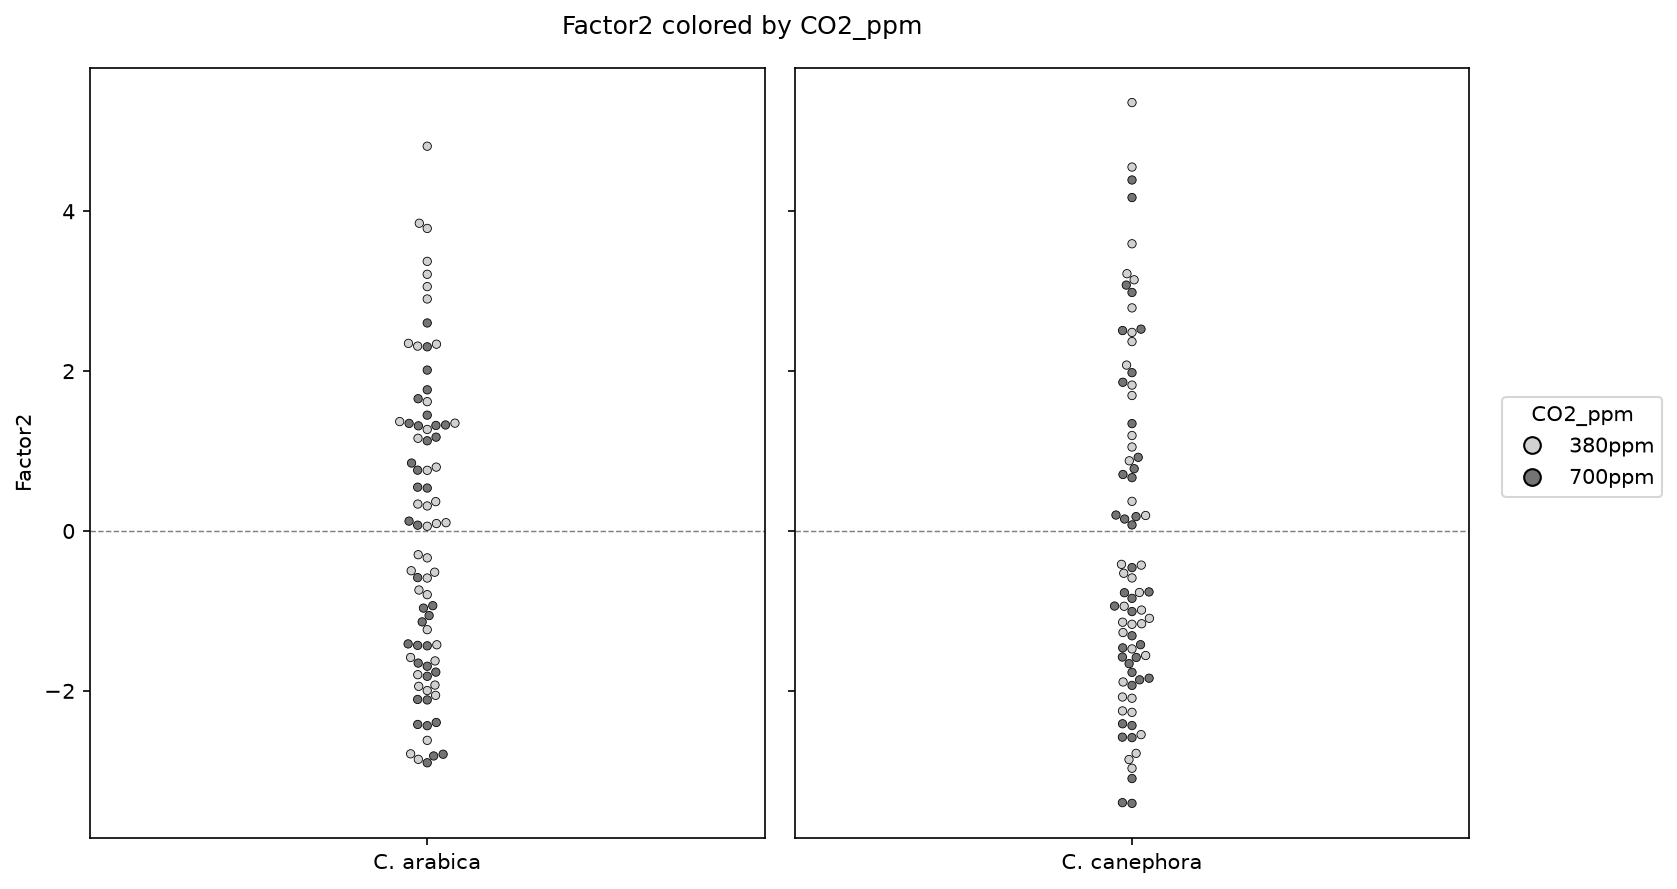 Factor2 colored by CO2_ppm
Factor2
4
2
0
−2
C. arabica
C. canephora
CO2_ppm
380ppm
700ppm